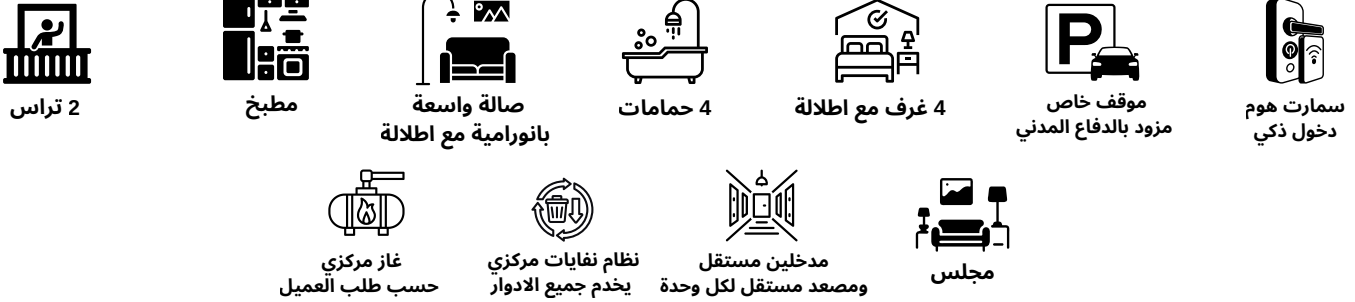 سمارت هوم
دخول ذكي
موقف خاص
مزود بالدفاع المدني
4 غرف مع اطلالة
4 حمامات
صالة واسعة
بانورامية مع اطلالة
مطبخ
2 تراس
مجلس
مدخلين مستقل
ومصعد مستقل لكل وحدة
نظام نفايات مركزي
يخدم جميع الادوار
غاز مركزي
حسب طلب العميل